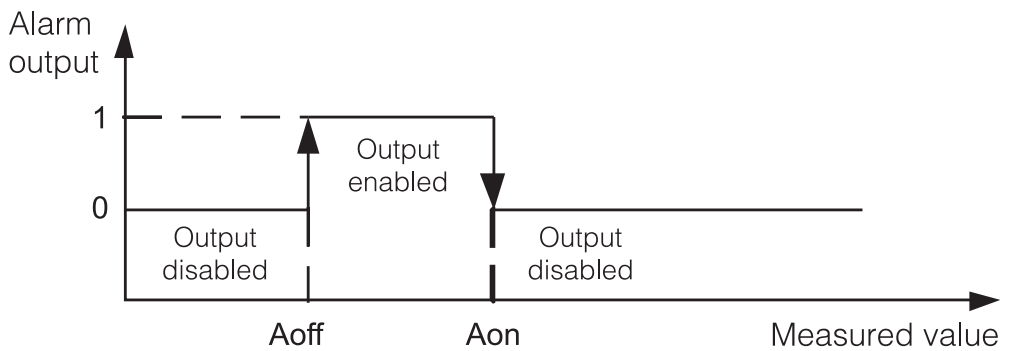 Alarm
output
1
Output
enabled
0
Output
disabled
Output
disabled
Aoff
Aon
Measured value